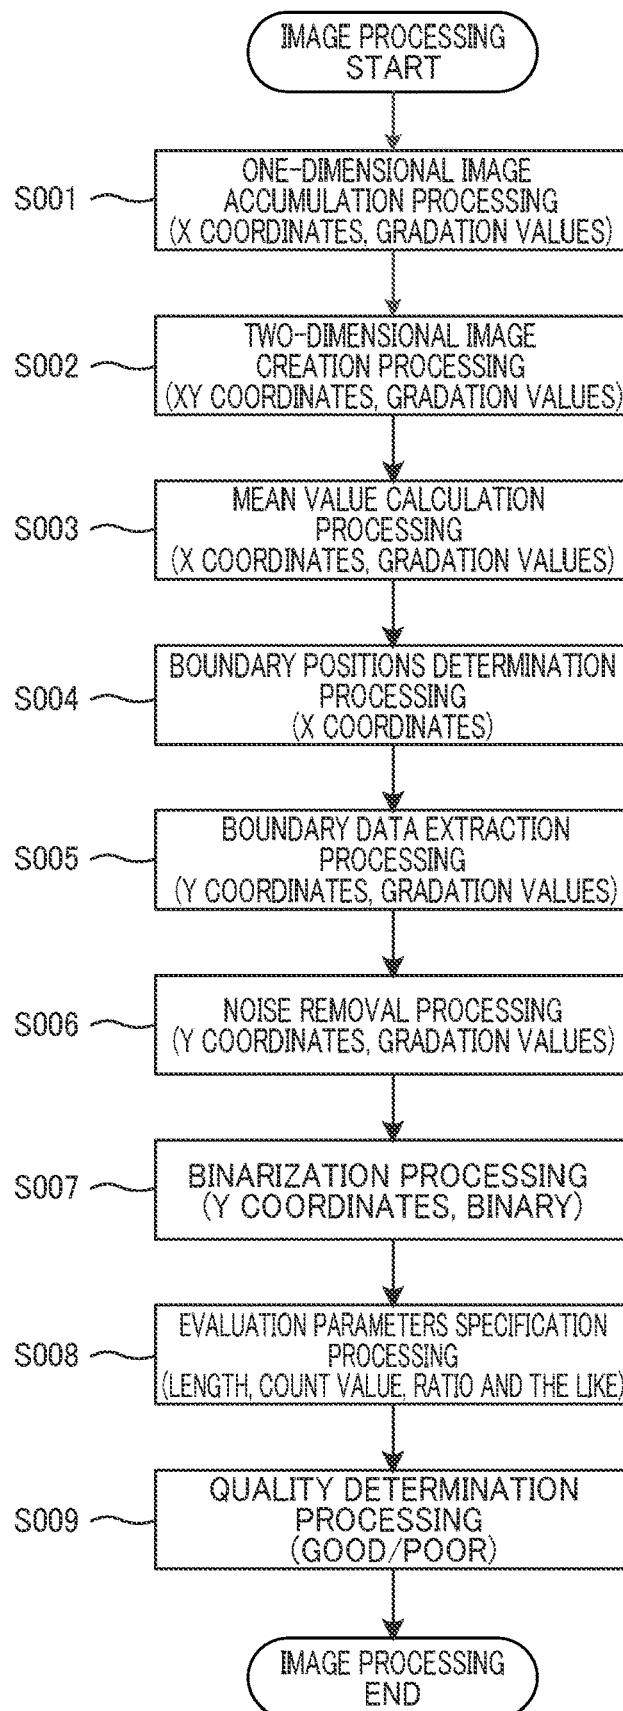 IMAGE PROCESSING
START
S001
ONE-DIMENSIONAL IMAGE
ACCUMULATION PROCESSING
(X COORDINATES, GRADATION VALUES)
S002
TWO-DIMENSIONAL IMAGE
CREATION PROCESSING
(XY COORDINATES, GRADATION VALUES)
S003
MEAN VALUE CALCULATION
PROCESSING
(X COORDINATES, GRADATION VALUES)
S004
BOUNDARY POSITIONS DETERMINATION
PROCESSING
(X COORDINATES)
S005
BOUNDARY DATA EXTRACTION
PROCESSING
(Y COORDINATES, GRADATION VALUES)
S006
NOISE REMOVAL PROCESSING
(Y COORDINATES, GRADATION VALUES)
S007
BINARIZATION PROCESSING
(Y COORDINATES, BINARY)
S008
EVALUATION PARAMETERS SPECIFICATION
PROCESSING
(LENGTH, COUNT VALUE, RATIO AND THE LIKE)
S009
QUALITY DETERMINATION
PROCESSING
(GOOD/POOR)
IMAGE PROCESSING
END